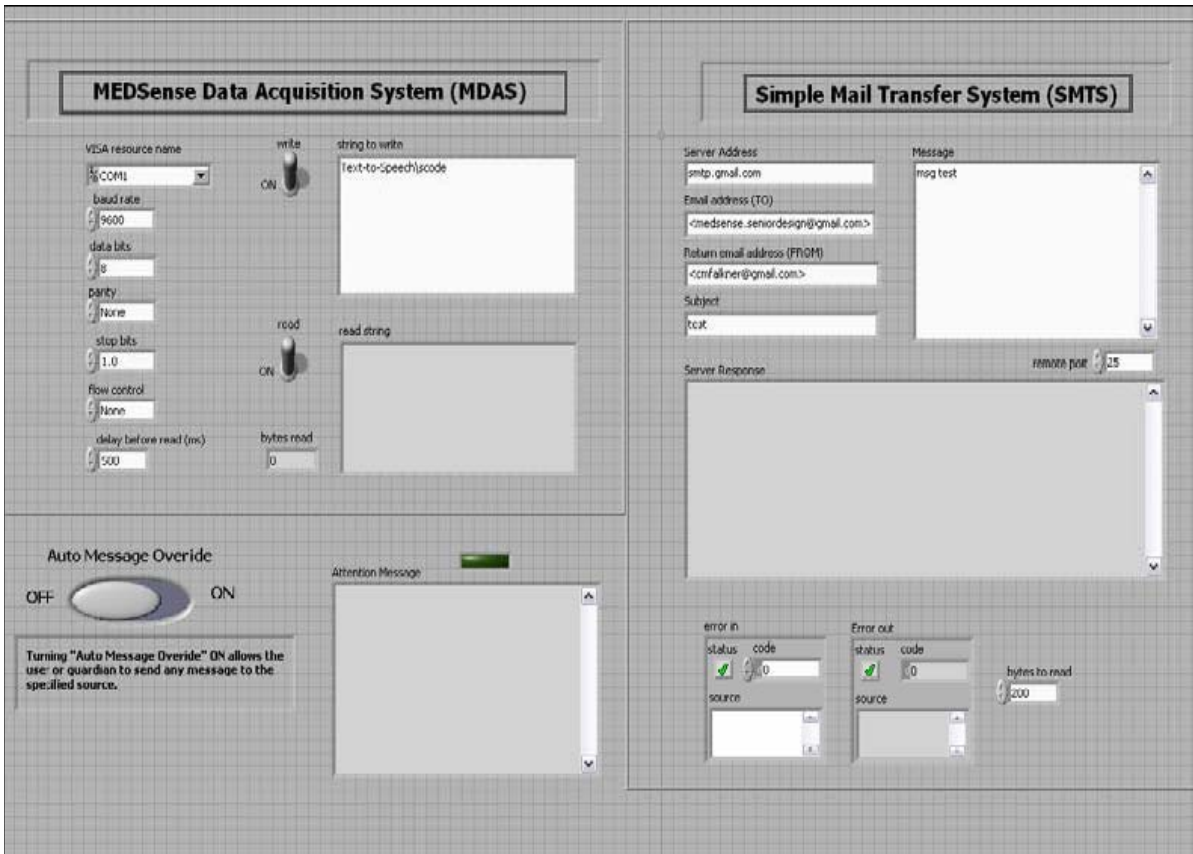 MEDSense Data Acquisition System (MDAS)
VISA resource name
COM1
baud rate
9600
data bits
8
parity
None
stop bits
1.0
flow control
None
delay before read (ms)
500
write
ON
string to write
Text-to-Speech\scode
read
ON
read string
bytes read
0
Auto Message Overide
OFF
ON
Turning "Auto Message Overide" ON allows the
user or guardian to send any message to the
specified source.
Attention Message
Simple Mail Transfer System (SMTS)
Server Address
smtp.gmail.com
Email address (TO)
<medsense.seniordesign@gmail.com>
Return email address (FROM)
<cmfalkner@gmail.com>
Subject
test
Message
msg test
remote port
25
Server Response
error in
status
code
0
source
Error out
status
code
0
source
bytes to read
200